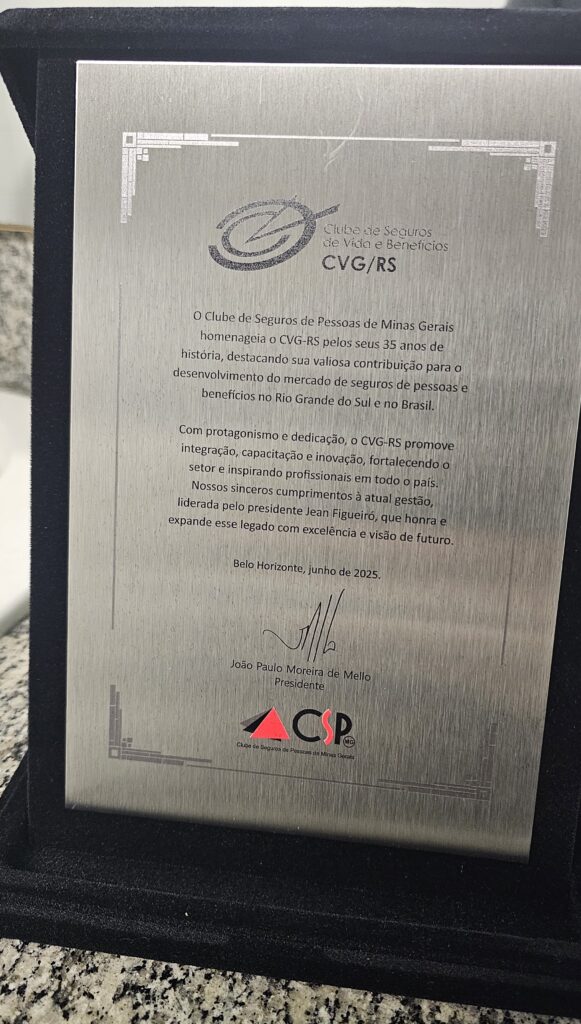 Clube de Seguros
de Vida e Benefícios
CVG/RS
O Clube de Seguros de Pessoas de Minas Gerais
homenageia o CVG-RS pelos seus 35 anos de
história, destacando sua valiosa contribuição para o
desenvolvimento do mercado de seguros de pessoas e
benefícios no Rio Grande do Sul e no Brasil.
Com protagonismo e dedicação, o CVG-RS promove
integração, capacitação e inovação, fortalecendo o
setor e inspirando profissionais em todo o país.
Nossos sinceros cumprimentos à atual gestão,
liderada pelo presidente Jean Figueiró, que honra e
expande esse legado com excelência e visão de futuro.
Belo Horizonte, junho de 2025.
João Paulo Moreira de Mello
Presidente
CSP
MG
Clube de Seguros de Pessoas de Minas Gerais